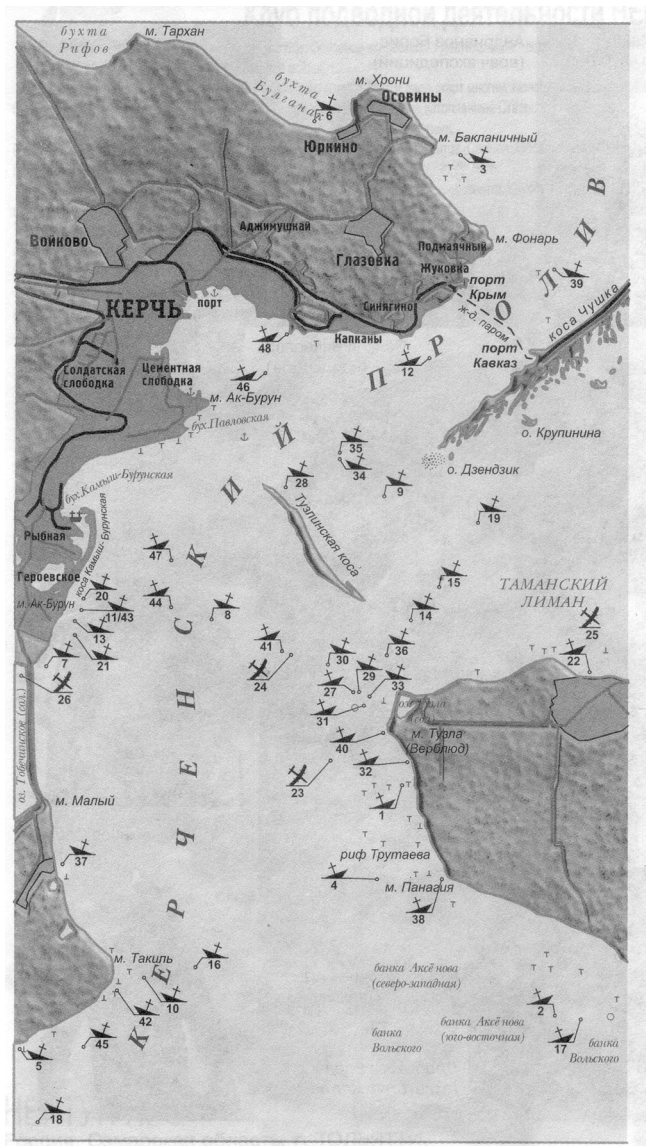 бухта
Рифов
м. Тархан
бухта
Булганак
м. Хрони
Осовины
6
Юркино
м. Бакланичный
3
Войково
Аджимушкай
Глазовка
Подмаячный
м. Фонарь
Жуковка
порт
Крым
39
КЕРЧЬ
порт
Синягино
ж-д. паром
коса Чушка
48
Капканы
12
порт
Кавказ
Солдатская
слободка
Цементная
слободка
46
м. Ак-Бурун
бух. Павловская
о. Крупинина
35
34
о. Дзендзик
бух. Камыш-Бурунская
28
9
19
Тузлинская коса
Рыбная
коса Камыш-Бурунская
47
Героевское
20
44
15
ТАМАНСКИЙ
ЛИМАН
м. Ак-Бурун
11/43
8
14
25
13
41
36
7
21
30
22
24
29
26
27
33
31
оз. Тобечикское (сол.)
40
м. Тузла
(Верблюд)
32
23
м. Малый
1
37
риф Трутаева
4
м. Панагия
38
м. Такиль
16
банка Аксёнова
(северо-западная)
10
42
2
45
банка Аксёнова
(юго-восточная)
банка
Вольского
17
банка
Вольского
5
18
КЕРЧЕНСКИЙ ПРОЛИВ